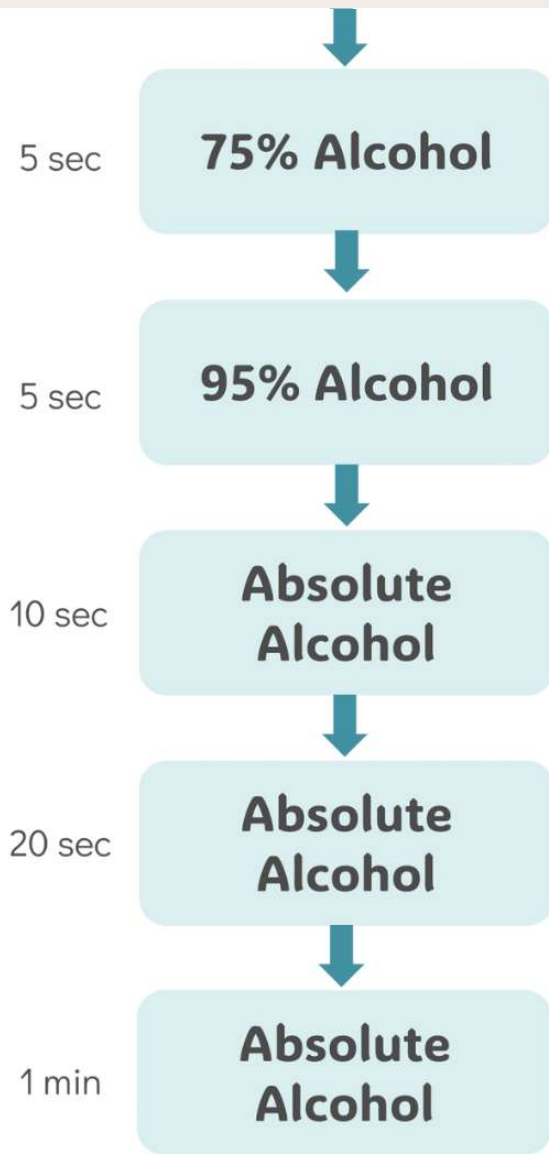 5 sec
75% Alcohol
5 sec
95% Alcohol
10 sec
Absolute
Alcohol
20 sec
Absolute
Alcohol
1 min
Absolute
Alcohol